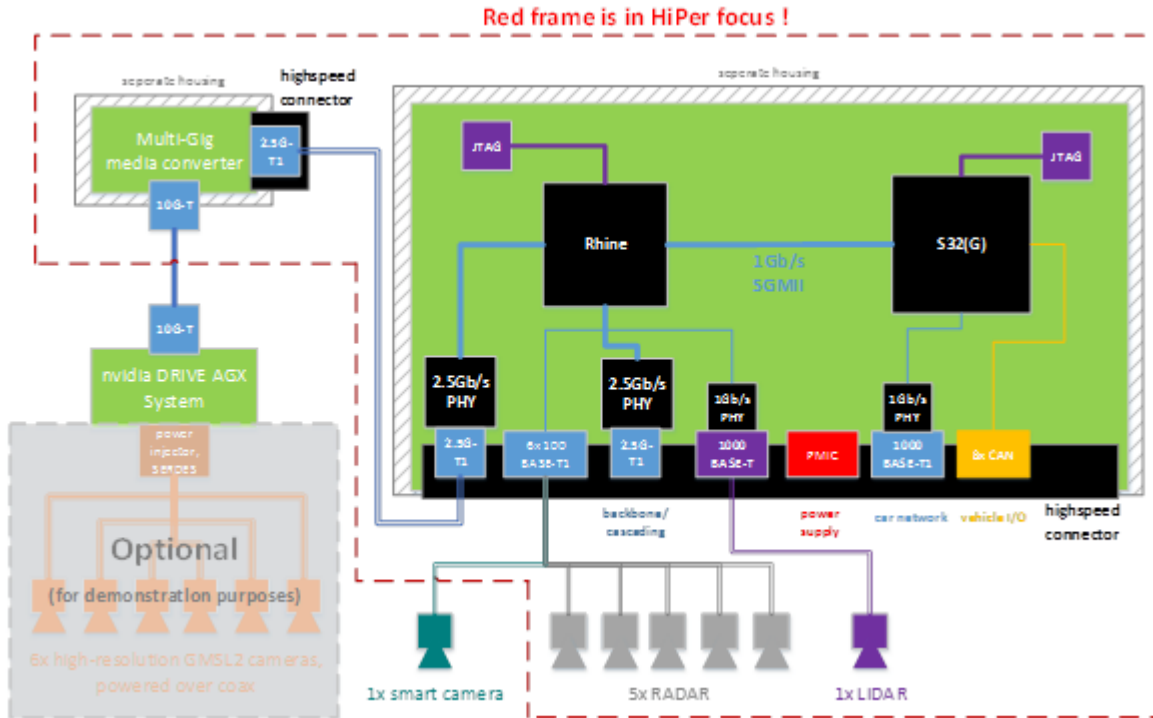 Red frame is in HiPer focus !
seperate housing
highspeed
connector
seperate housing
Multi-Gig
media converter
2.5G-
T1
10G-T
JTAG
JTAG
Rhine
S32(G)
1Gb/s
SGMII
10G-T
nvidia DRIVE AGX
System
2.5Gb/s
PHY
2.5Gb/s
PHY
1Gb/s
PHY
1Gb/s
PHY
power
injector,
SERDES
2.5G-
T1
6x 100
BASE-T1
2.5G-
T1
1000
BASE-T
PMIC
1000
BASE-T1
8x CAN
backbone/
cascading
power
supply
car network
vehicle I/O
highspeed
connector
Optional
(for demonstration purposes)
6x high-resolution GMSL2 cameras,
powered over coax
1x smart camera
5x RADAR
1x LIDAR